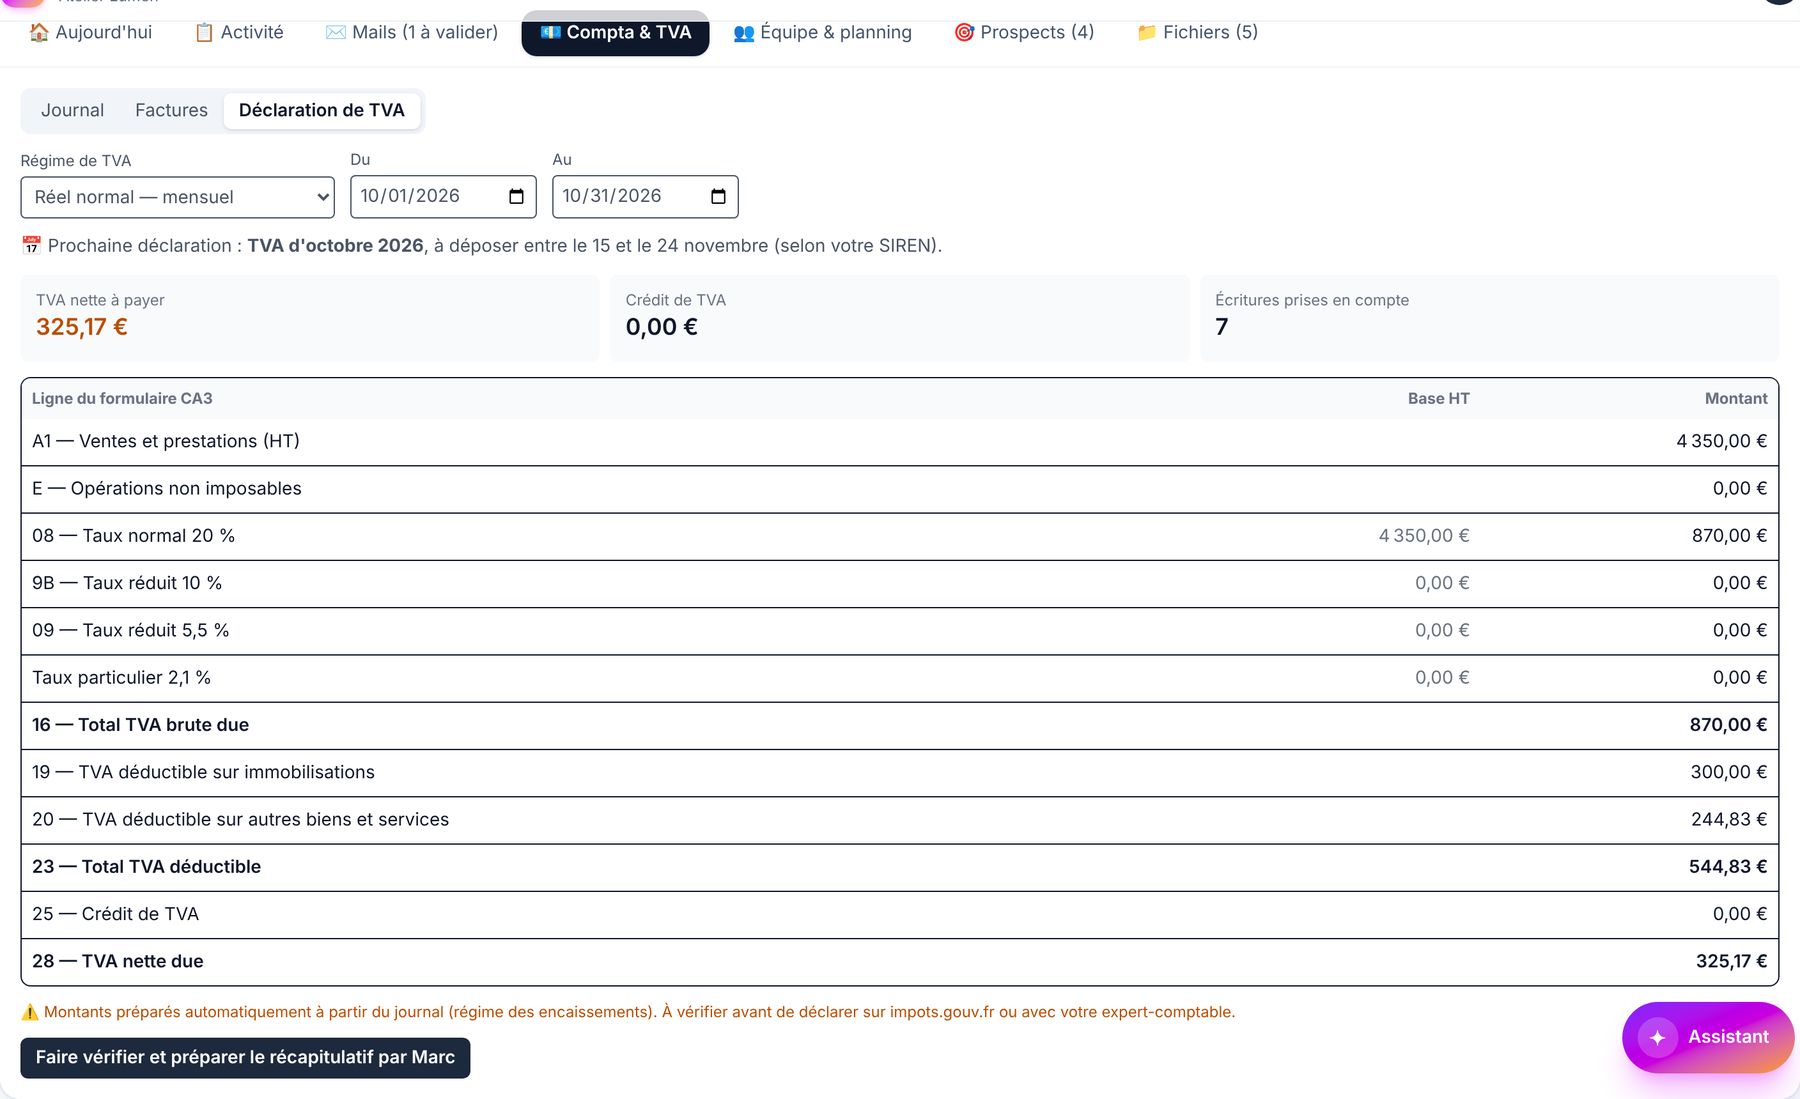 🏠 Aujourd'hui 📋 Activité ✉️ Mails (1 à valider) 💶 Compta & TVA 👥 Équipe & planning 🎯 Prospects (4) 📁 Fichiers (5)
Journal Factures Déclaration de TVA
Régime de TVA Du Au
Réel normal — mensuel 10/01/2026 10/31/2026
📅 Prochaine déclaration : TVA d'octobre 2026, à déposer entre le 15 et le 24 novembre (selon votre SIREN).
TVA nette à payer Crédit de TVA Écritures prises en compte
325,17 € 0,00 € 7
Ligne du formulaire CA3 Base HT Montant
A1 — Ventes et prestations (HT) 4 350,00 €
E — Opérations non imposables 0,00 €
08 — Taux normal 20 % 4 350,00 € 870,00 €
9B — Taux réduit 10 % 0,00 € 0,00 €
09 — Taux réduit 5,5 % 0,00 € 0,00 €
Taux particulier 2,1 % 0,00 € 0,00 €
16 — Total TVA brute due 870,00 €
19 — TVA déductible sur immobilisations 300,00 €
20 — TVA déductible sur autres biens et services 244,83 €
23 — Total TVA déductible 544,83 €
25 — Crédit de TVA 0,00 €
28 — TVA nette due 325,17 €
⚠️ Montants préparés automatiquement à partir du journal (régime des encaissements). À vérifier avant de déclarer sur impots.gouv.fr ou avec votre expert-comptable.
Faire vérifier et préparer le récapitulatif par Marc
Assistant